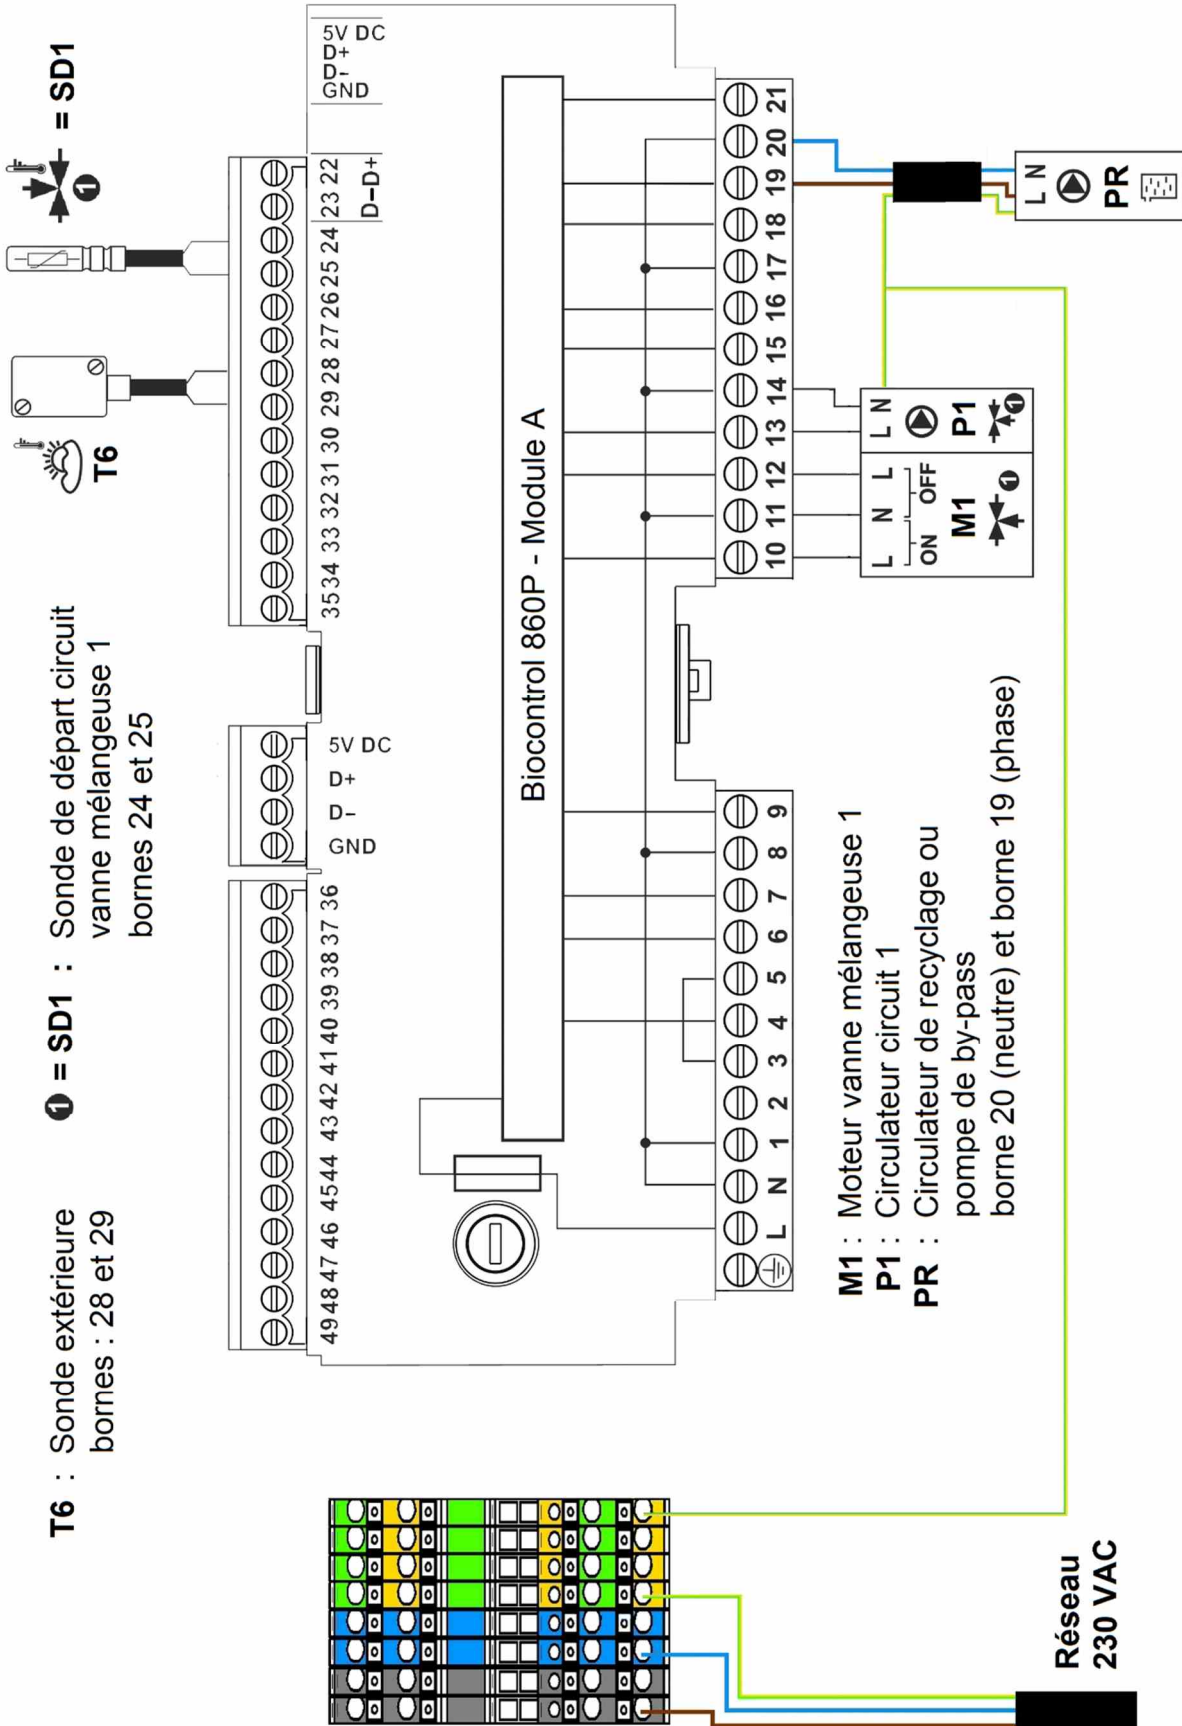 T6 : Sonde extérieure
bornes : 28 et 29
1 = SD1 : Sonde de départ circuit
vanne mélangeuse 1
bornes 24 et 25
T6
1 = SD1
49 48 47 46 45 44 43 42 41 40 39 38 37 36
GND D- D+ 5V DC
35 34 33 32 31 30 29 28 27 26 25 24 23 22
D- D+
GND D- D+ 5V DC
Biocontrol 860P - Module A
L N 1 2 3 4 5 6 7 8 9
10 11 12 13 14 15 16 17 18 19 20 21
L N L
ON OFF
M1
1
L N
P1
1
L N
PR
M1 : Moteur vanne mélangeuse 1
P1 : Circulateur circuit 1
PR : Circulateur de recyclage ou
pompe de by-pass
borne 20 (neutre) et borne 19 (phase)
Réseau
230 VAC